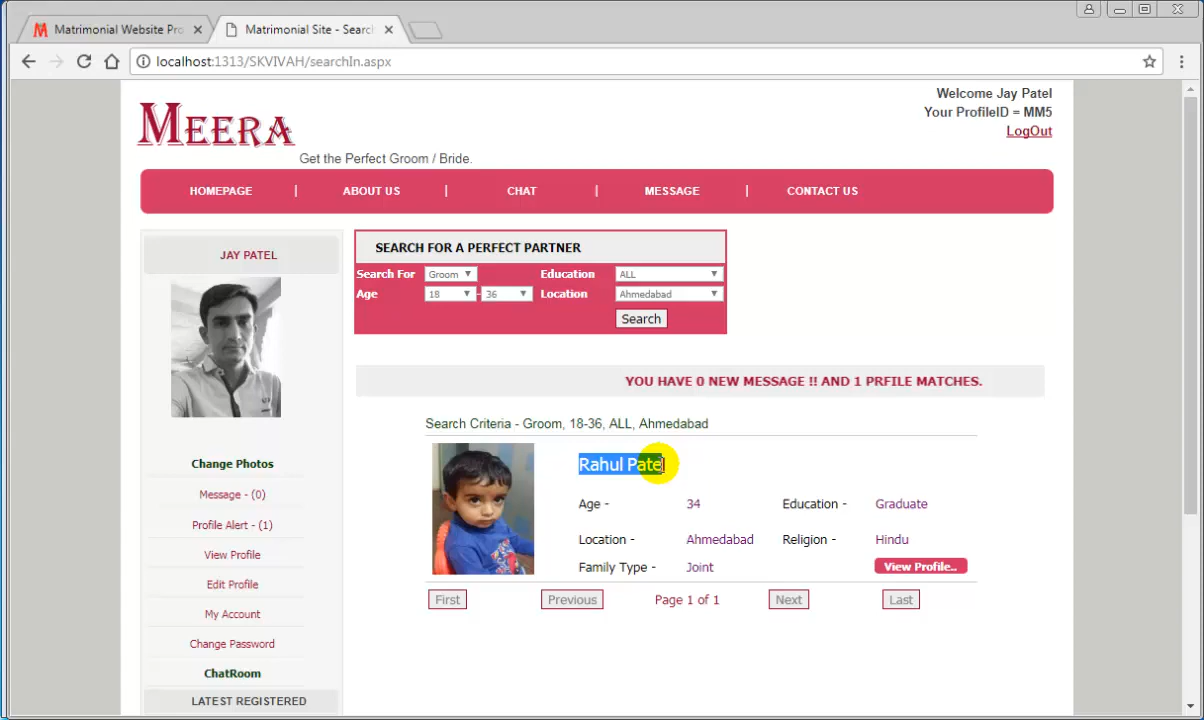 Matrimonial Website Pro
Matrimonial Site - Searc
localhost:1313/SKVIVAH/searchIn.aspx
Welcome Jay Patel
Your ProfileID = MM5
LogOut
MEERA
Get the Perfect Groom / Bride.
HOMEPAGE | ABOUT US | CHAT | MESSAGE | CONTACT US
JAY PATEL
Change Photos
Message - (0)
Profile Alert - (1)
View Profile
Edit Profile
My Account
Change Password
ChatRoom
LATEST REGISTERED
SEARCH FOR A PERFECT PARTNER
Search For Groom Education ALL
Age 18 - 36 Location Ahmedabad
Search
YOU HAVE 0 NEW MESSAGE !! AND 1 PRFILE MATCHES.
Search Criteria - Groom, 18-36, ALL, Ahmedabad
Rahul Patel
Age - 34 Education - Graduate
Location - Ahmedabad Religion - Hindu
Family Type - Joint View Profile..
First Previous Page 1 of 1 Next Last